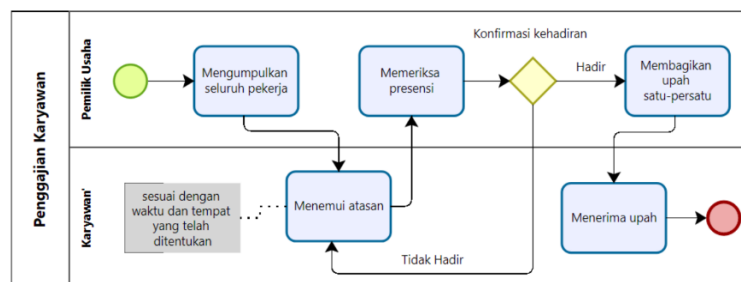 Penggajian Karyawan
Pemilik Usaha
Mengumpulkan
seluruh pekerja
Memeriksa
presensi
Konfirmasi kehadiran
Hadir
Membagikan
upah
satu-persatu
Karyawan'
sesuai dengan
waktu dan tempat
yang telah
ditentukan
Menemui atasan
Tidak Hadir
Menerima upah